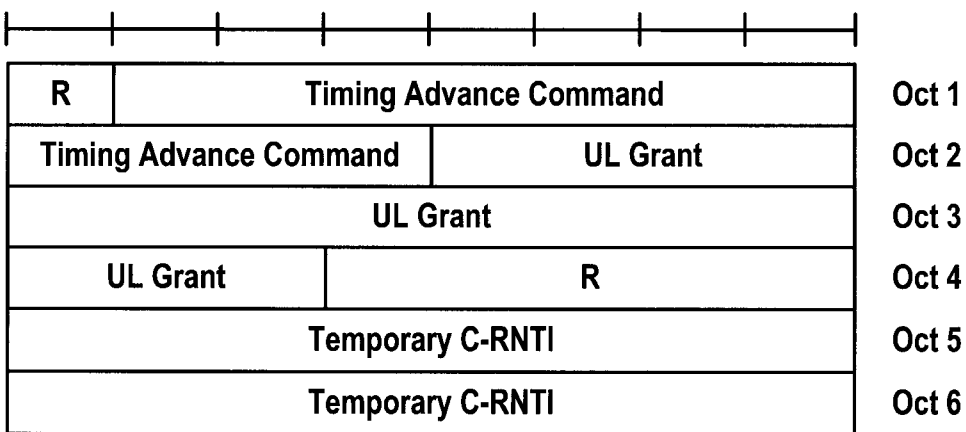 R Timing Advance Command Oct 1
Timing Advance Command UL Grant Oct 2
UL Grant Oct 3
UL Grant R Oct 4
Temporary C-RNTI Oct 5
Temporary C-RNTI Oct 6